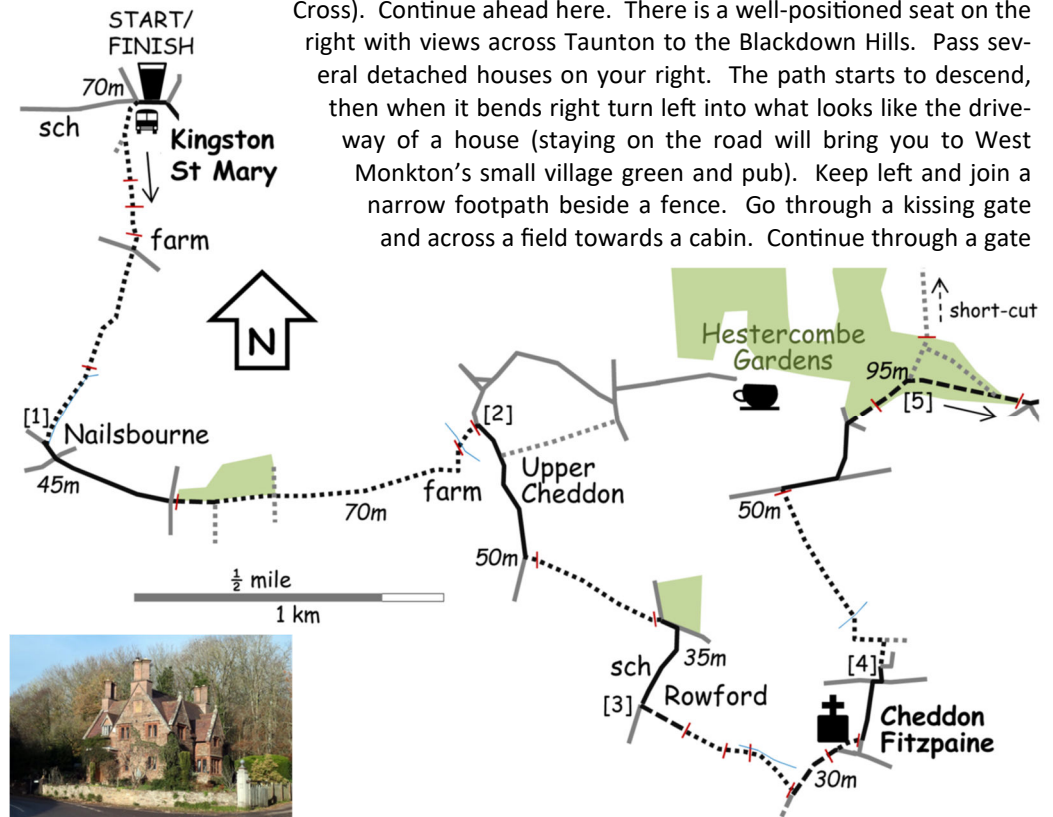 Cross). Continue ahead here. There is a well-positioned seat on the
right with views across Taunton to the Blackdown Hills. Pass sev-
eral detached houses on your right. The path starts to descend,
then when it bends right turn left into what looks like the drive-
way of a house (staying on the road will bring you to West
Monkton's small village green and pub). Keep left and join a
narrow footpath beside a fence. Go through a kissing gate
and across a field towards a cabin. Continue through a gate
START/
FINISH
70m
sch
Kingston
St Mary
farm
N
short-cut
Hestercombe
Gardens
95m
[5]
[1]
Nailsbourne
45m
[2]
Upper
Cheddon
farm
70m
50m
50m
½ mile
1 km
35m
sch
[3]
Rowford
[4]
Cheddon
Fitzpaine
30m